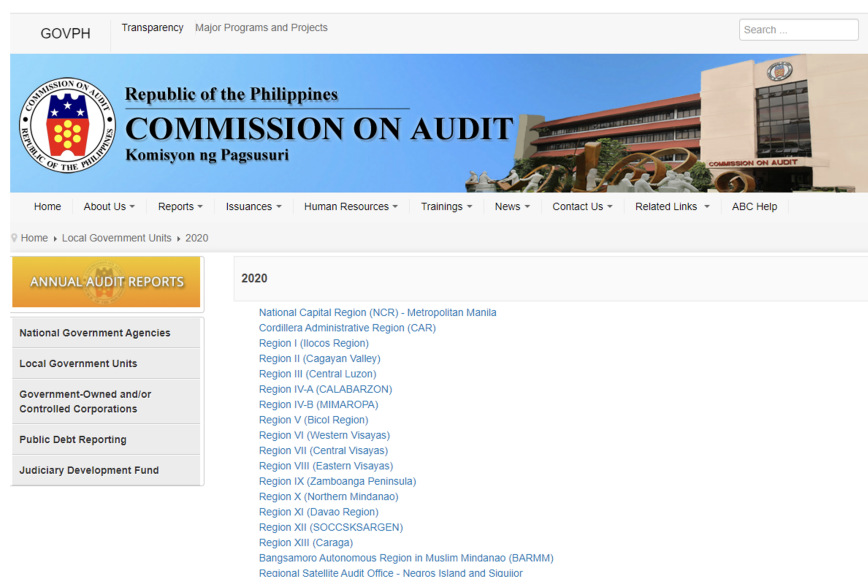 GOVPH
Transparency Major Programs and Projects
Search ...
COMMISSION ON AUDIT
REPUBLIC OF THE PHILIPPINES
Republic of the Philippines
COMMISSION ON AUDIT
Komisyon ng Pagsusuri
COMMISSION ON AUDIT
Home About Us Reports Issuances Human Resources Trainings News Contact Us Related Links ABC Help
Home Local Government Units 2020
ANNUAL AUDIT REPORTS
National Government Agencies
Local Government Units
Government-Owned and/or
Controlled Corporations
Public Debt Reporting
Judiciary Development Fund
2020
National Capital Region (NCR) - Metropolitan Manila
Cordillera Administrative Region (CAR)
Region I (Ilocos Region)
Region II (Cagayan Valley)
Region III (Central Luzon)
Region IV-A (CALABARZON)
Region IV-B (MIMAROPA)
Region V (Bicol Region)
Region VI (Western Visayas)
Region VII (Central Visayas)
Region VIII (Eastern Visayas)
Region IX (Zamboanga Peninsula)
Region X (Northern Mindanao)
Region XI (Davao Region)
Region XII (SOCCSKSARGEN)
Region XIII (Caraga)
Bangsamoro Autonomous Region in Muslim Mindanao (BARMM)
Regional Satellite Audit Office - Negros Island and Siquijor